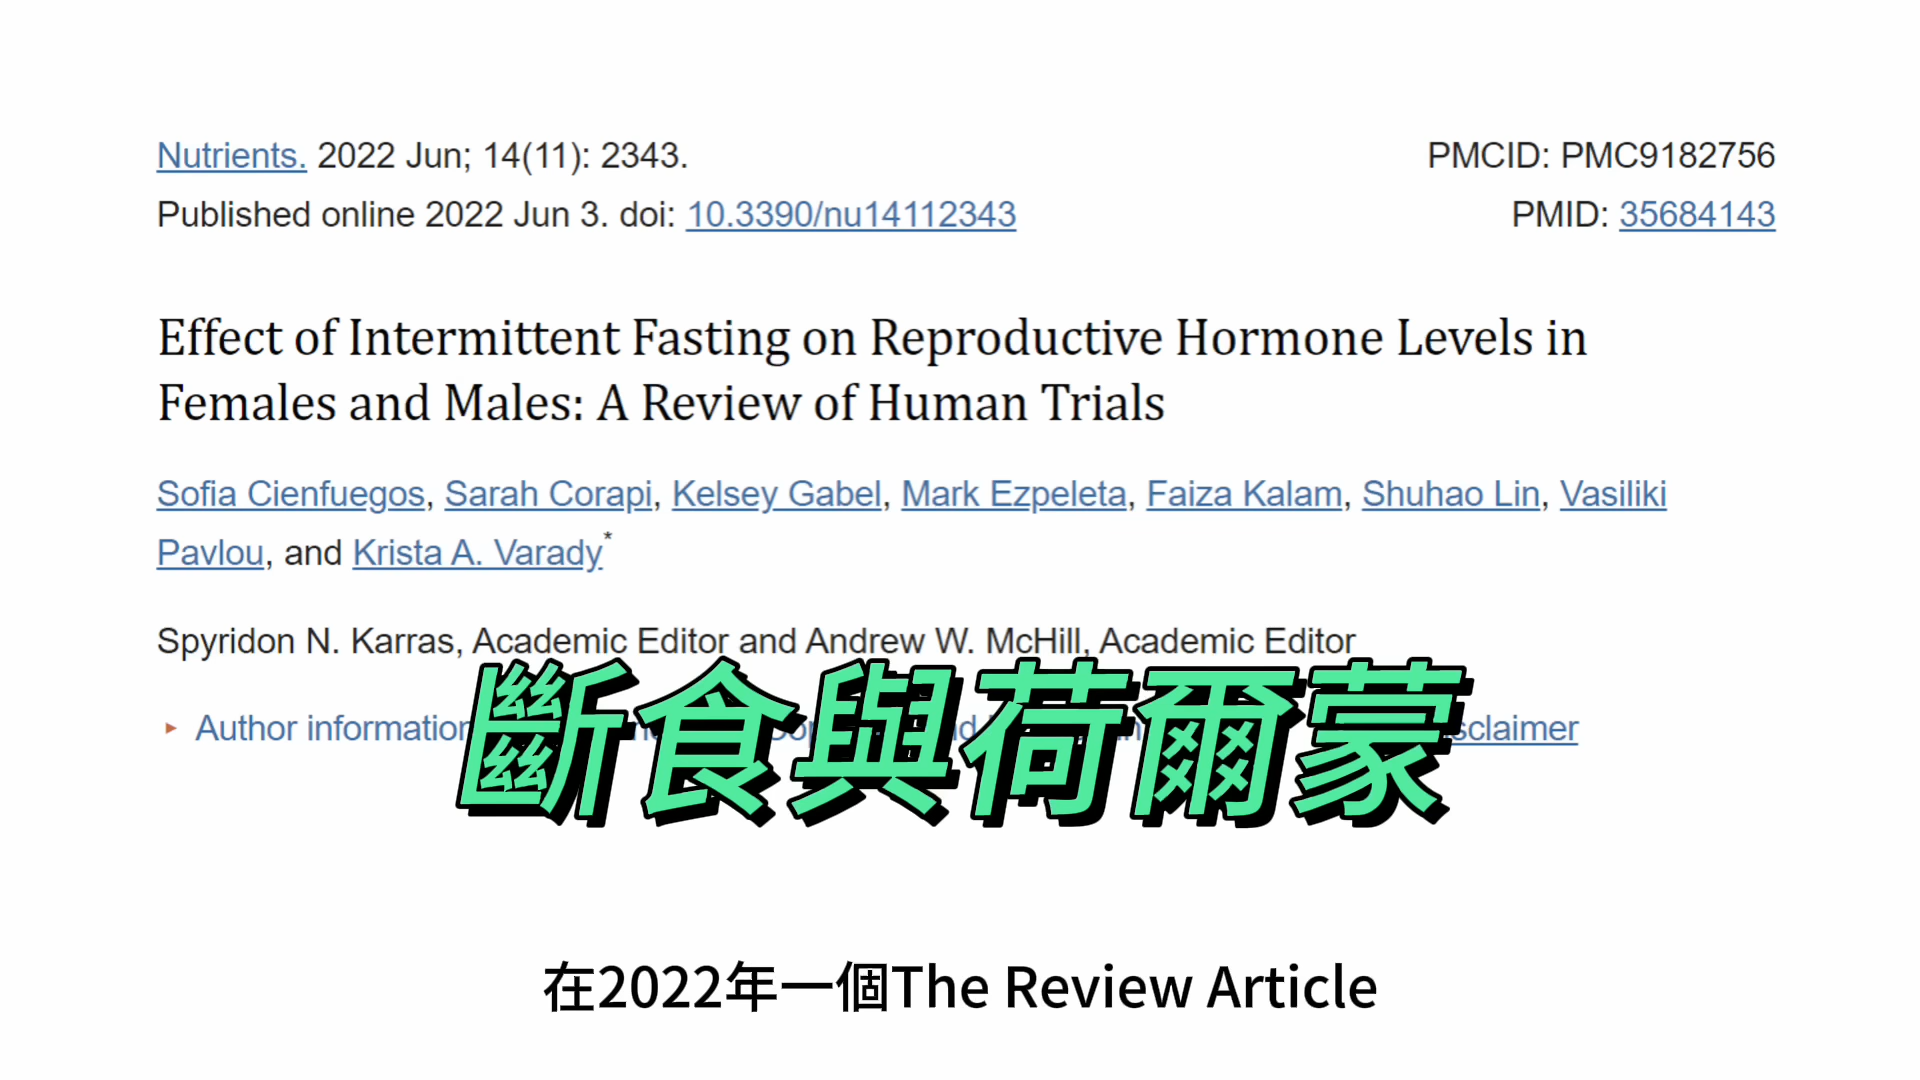 Nutrients. 2022 Jun; 14(11): 2343.
PMCID: PMC9182756
Published online 2022 Jun 3. doi: 10.3390/nu14112343
PMID: 35684143
Effect of Intermittent Fasting on Reproductive Hormone Levels in
Females and Males: A Review of Human Trials
Sofia Cienfuegos, Sarah Corapi, Kelsey Gabel, Mark Ezpeleta, Faiza Kalam, Shuhao Lin, Vasiliki
Pavlou, and Krista A. Varady*
Spyridon N. Karras, Academic Editor and Andrew W. McHill, Academic Editor
▸ Author information
斷食與荷爾蒙
在2022年一個The Review Article